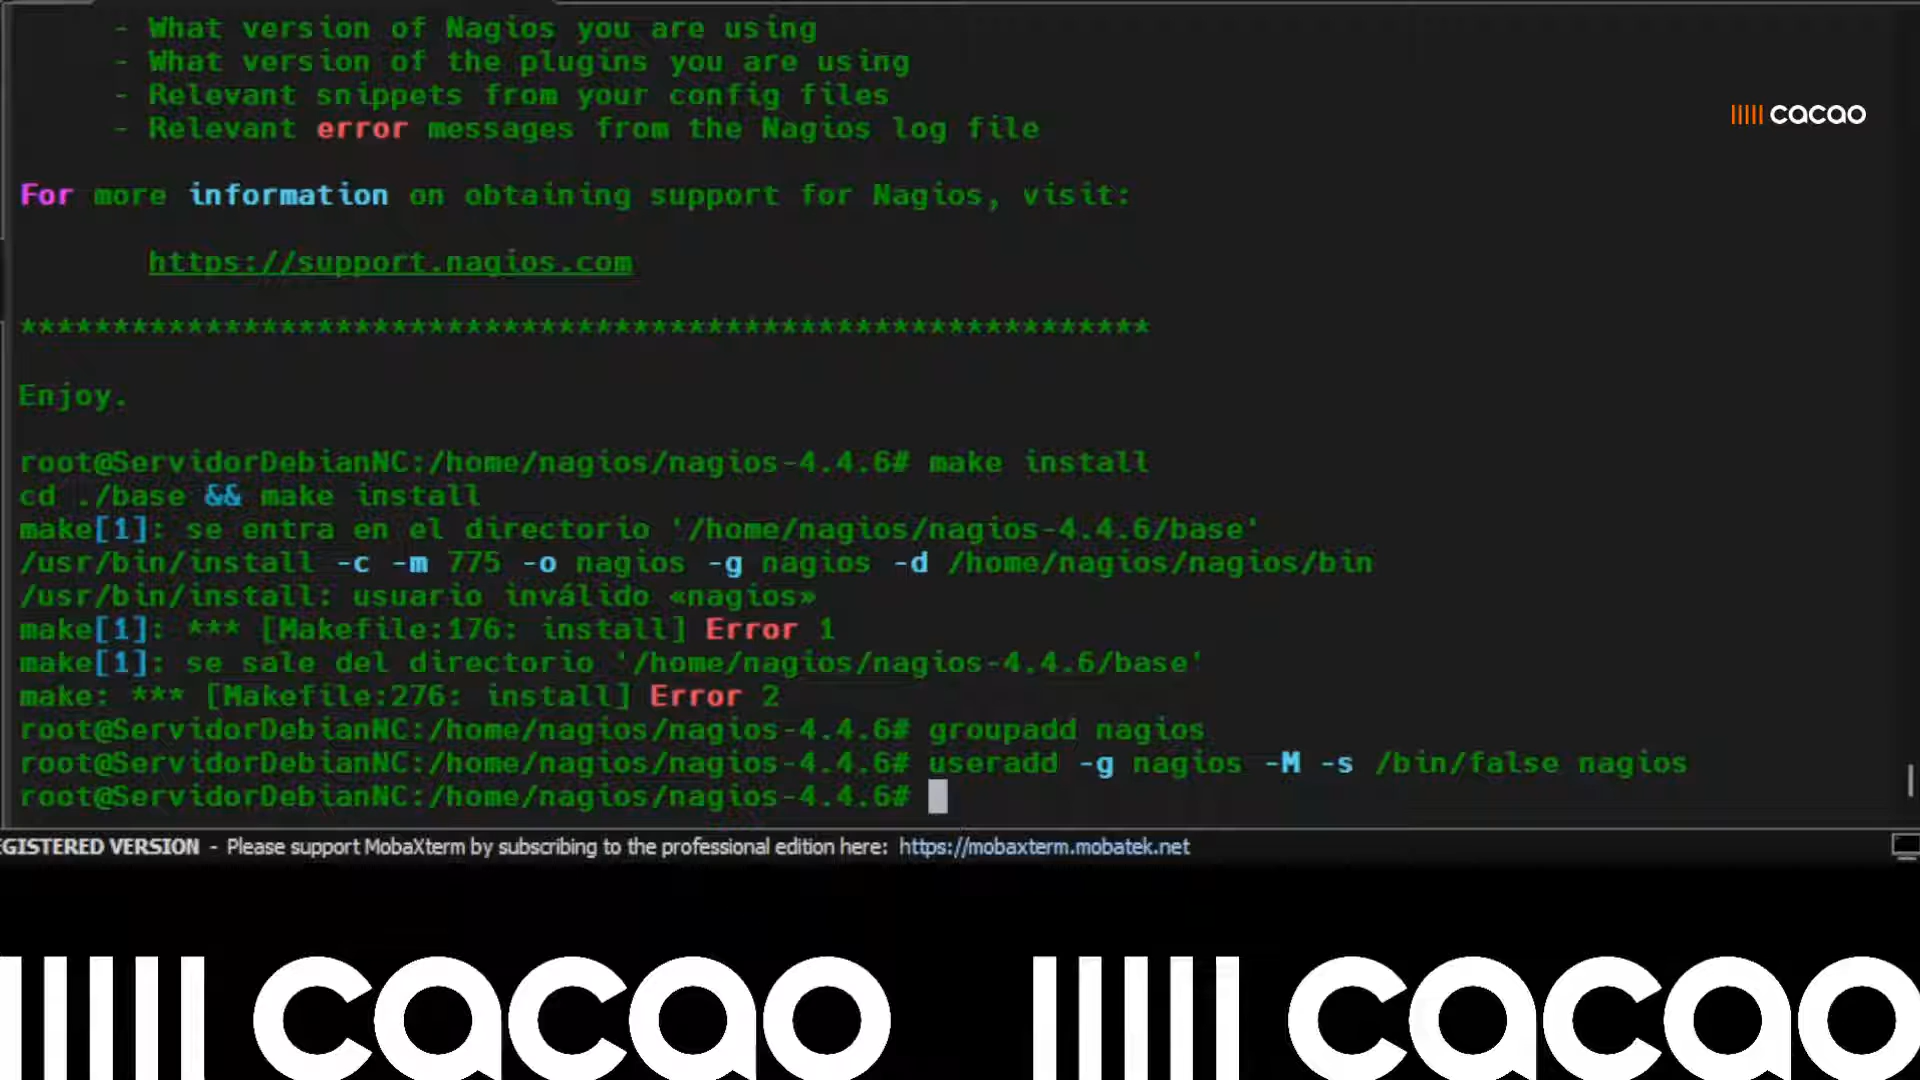 - What version of Nagios you are using
- What version of the plugins you are using
- Relevant snippets from your config files
- Relevant error messages from the Nagios log file
cacao
For more information on obtaining support for Nagios, visit:
https://support.nagios.com
*************************************************************
Enjoy.
root@ServidorDebianNC:/home/nagios/nagios-4.4.6# make install
cd ./base && make install
make[1]: se entra en el directorio '/home/nagios/nagios-4.4.6/base'
/usr/bin/install -c -m 775 -o nagios -g nagios -d /home/nagios/nagios/bin
/usr/bin/install: usuario inválido «nagios»
make[1]: *** [Makefile:176: install] Error 1
make[1]: se sale del directorio '/home/nagios/nagios-4.4.6/base'
make: *** [Makefile:276: install] Error 2
root@ServidorDebianNC:/home/nagios/nagios-4.4.6# groupadd nagios
root@ServidorDebianNC:/home/nagios/nagios-4.4.6# useradd -g nagios -M -s /bin/false nagios
root@ServidorDebianNC:/home/nagios/nagios-4.4.6#
GISTERED VERSION - Please support MobaXterm by subscribing to the professional edition here: https://mobaxterm.mobatek.net
cacao cacao